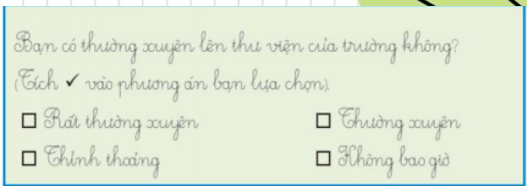 Bạn có thường xuyên lên thư viện của trường không?
(Tích ✔ vào phương án bạn lựa chọn).
☐ Rất thường xuyên ☐ Thường xuyên
☐ Thỉnh thoảng ☐ Không bao giờ